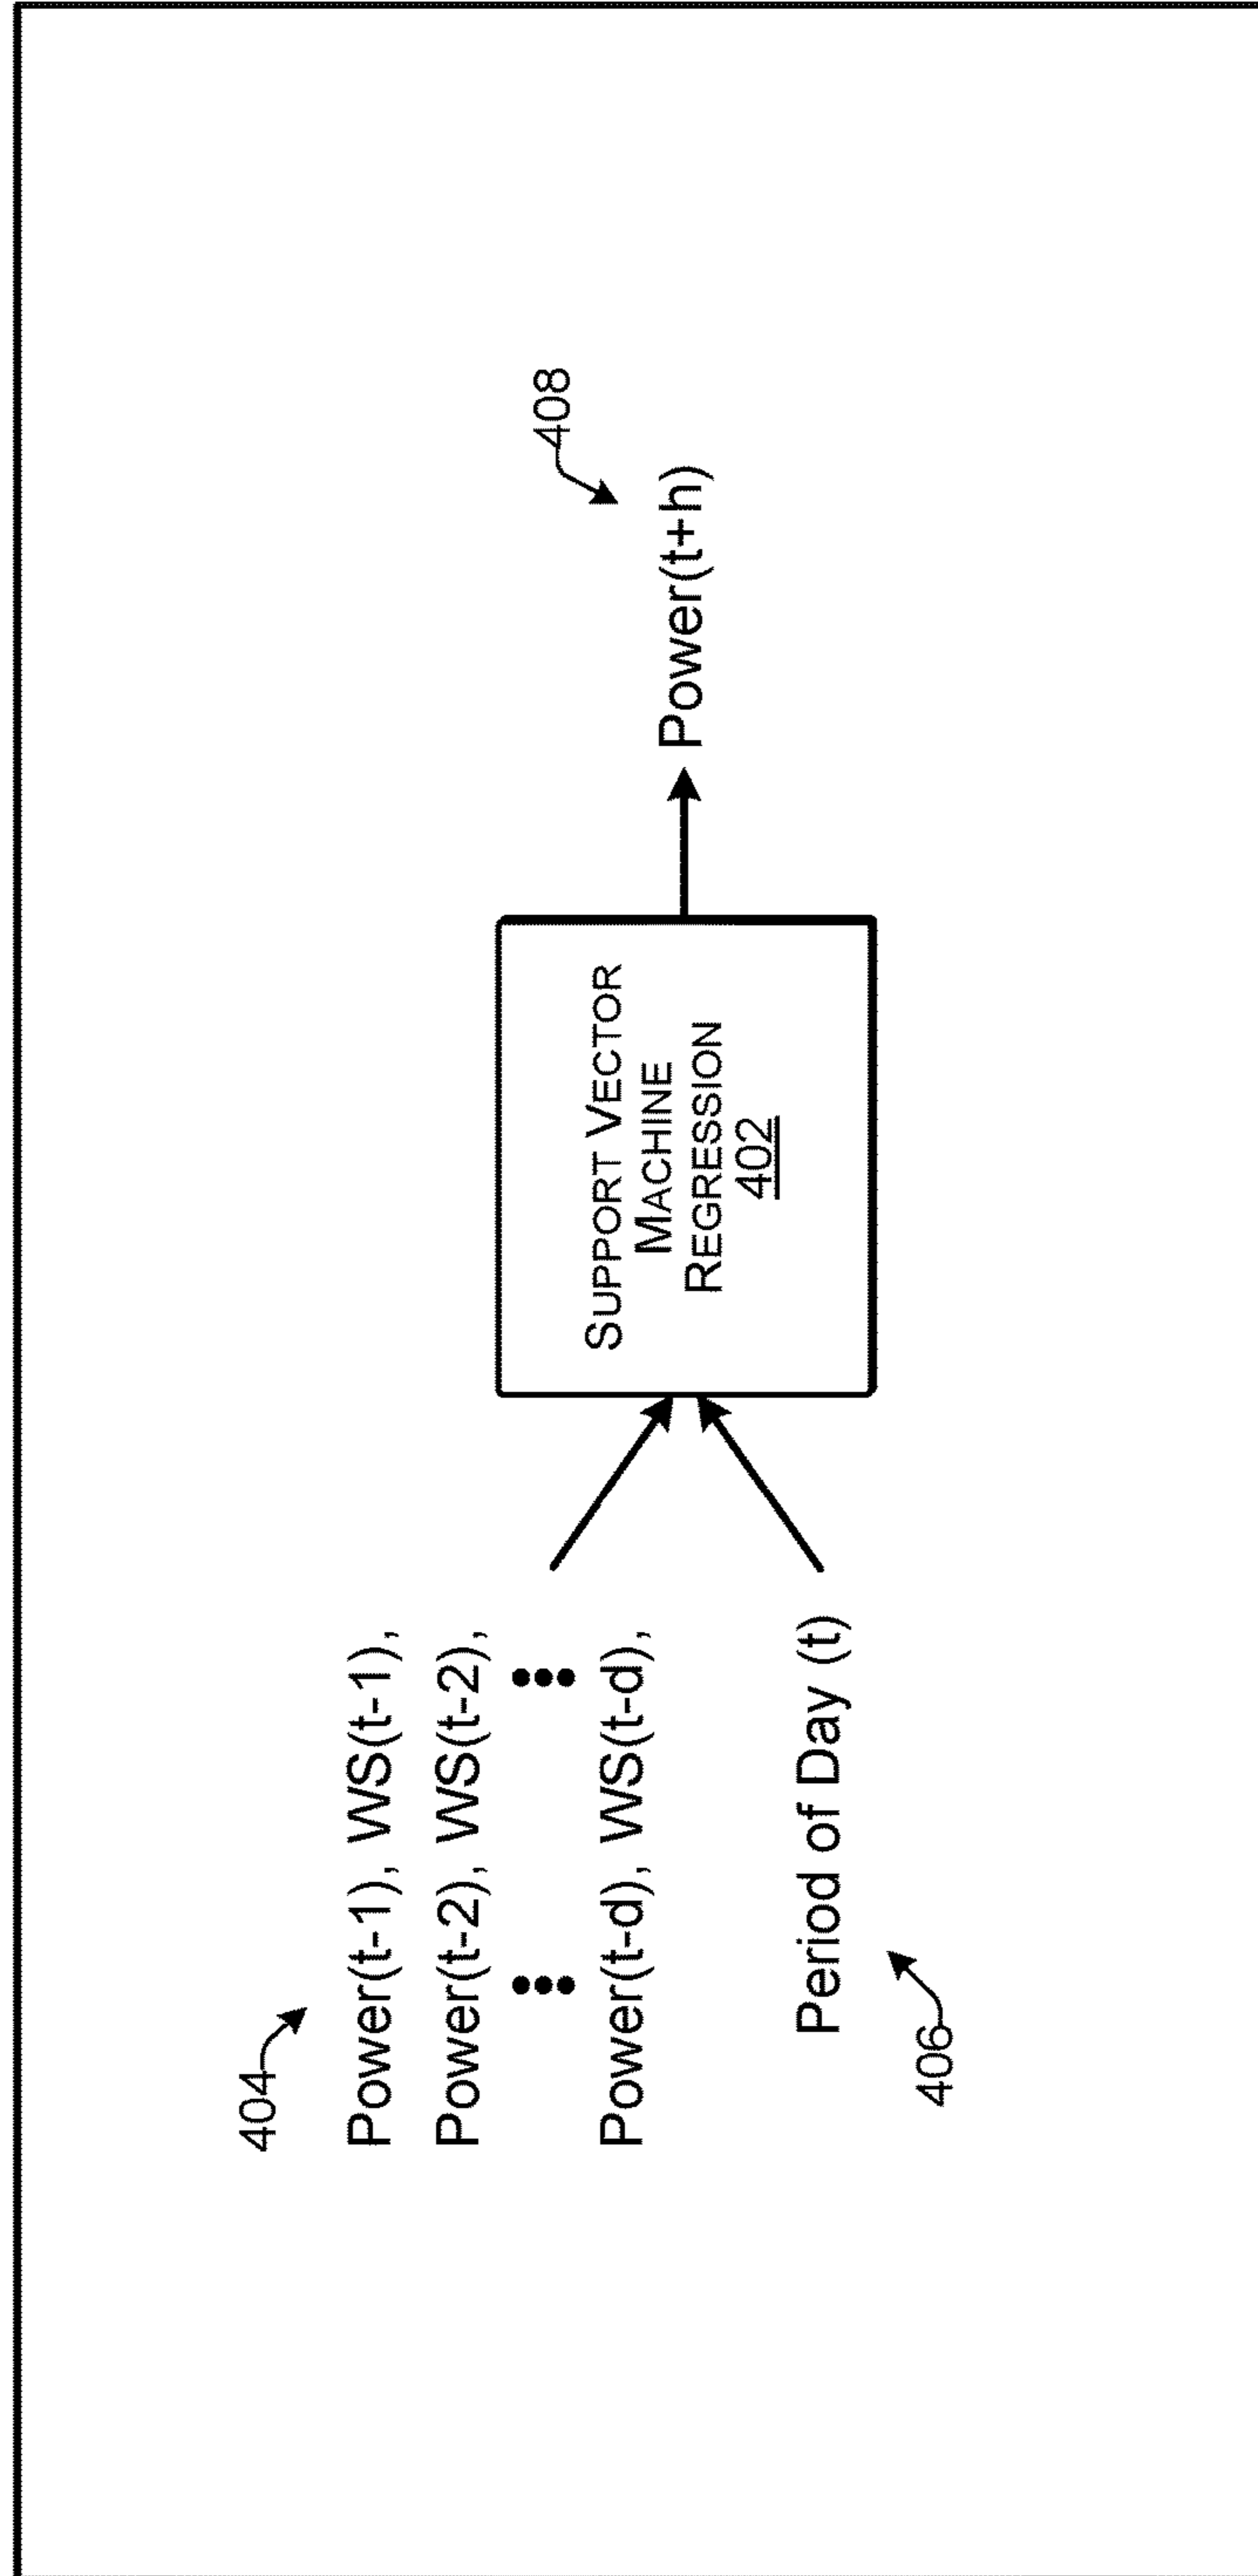 404
Power(t-1), WS(t-1),
Power(t-2), WS(t-2),
Power(t-d), WS(t-d),
Period of Day (t)
406
SUPPORT VECTOR
MACHINE
REGRESSION
402
Power(t+h)
408